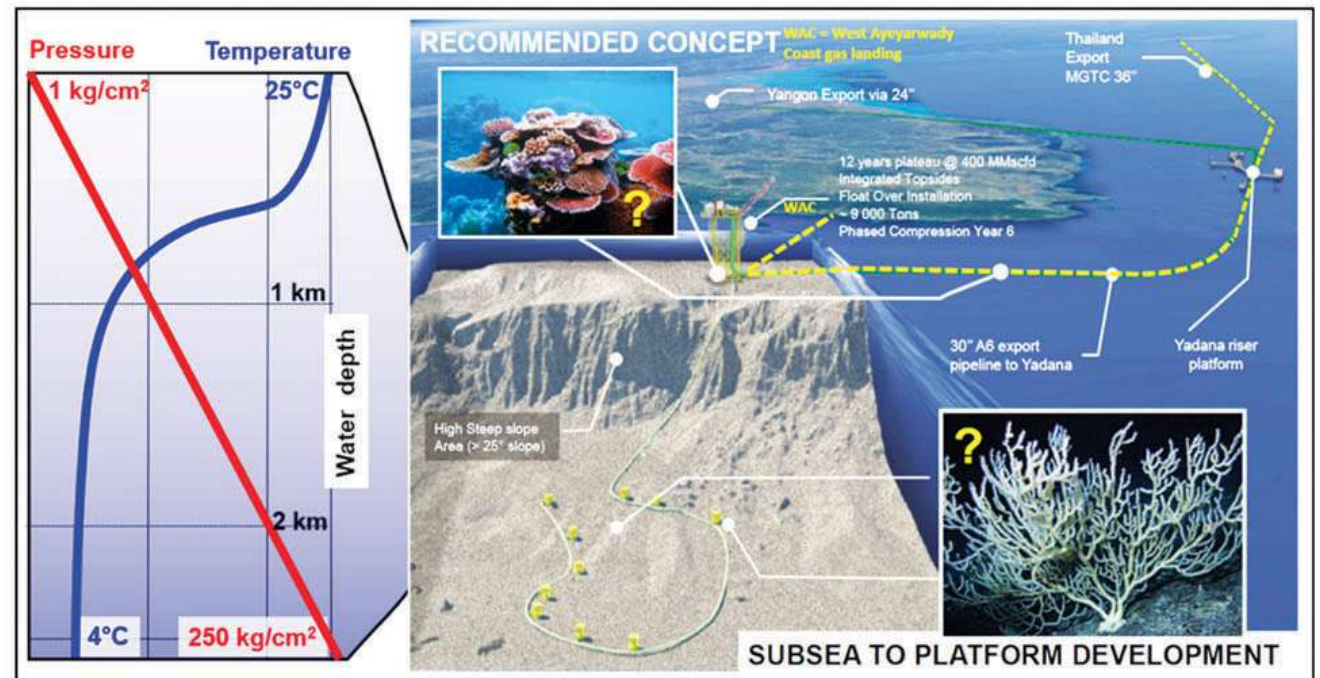 Pressure
Temperature
1 kg/cm²
25°C
1 km
Water depth
2 km
4°C
250 kg/cm²
RECOMMENDED CONCEPT
WAC = West Ayeyarwady
Coast gas landing
Thailand
Export
MGTC 36"
Yangon Export via 24"
?
12 years plateau @ 400 MMscfd
Integrated Topsides
Float Over Installation
~ 9 000 Tons
Phased Compression Year 6
WAC
30" A6 export
pipeline to Yadana
Yadana riser
platform
High Steep slope
Area (> 25° slope)
?
SUBSEA TO PLATFORM DEVELOPMENT